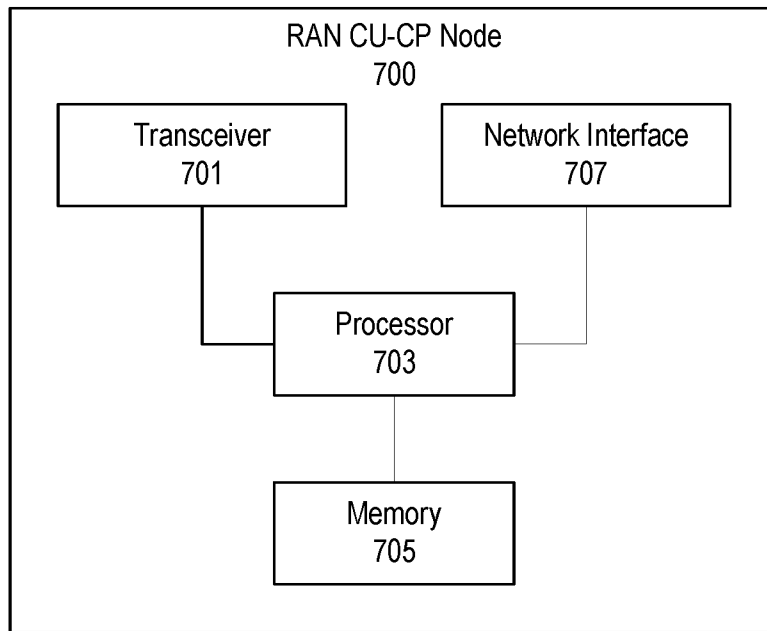 RAN CU-CP Node
700
Transceiver
701
Network Interface
707
Processor
703
Memory
705